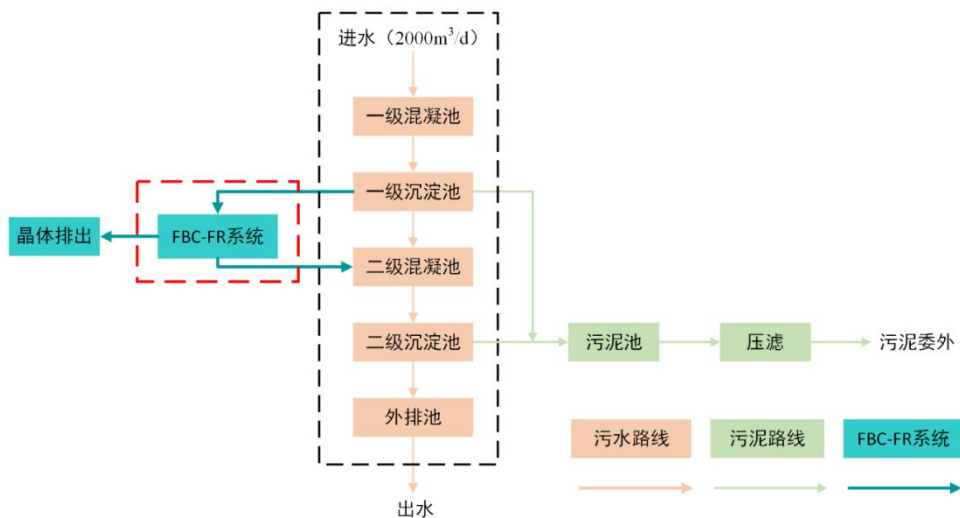 进水（2000m³/d）
一级混凝池
一级沉淀池
晶体排出
FBC-FR系统
二级混凝池
二级沉淀池
污泥池
压滤
污泥委外
外排池
出水
污水路线
污泥路线
FBC-FR系统